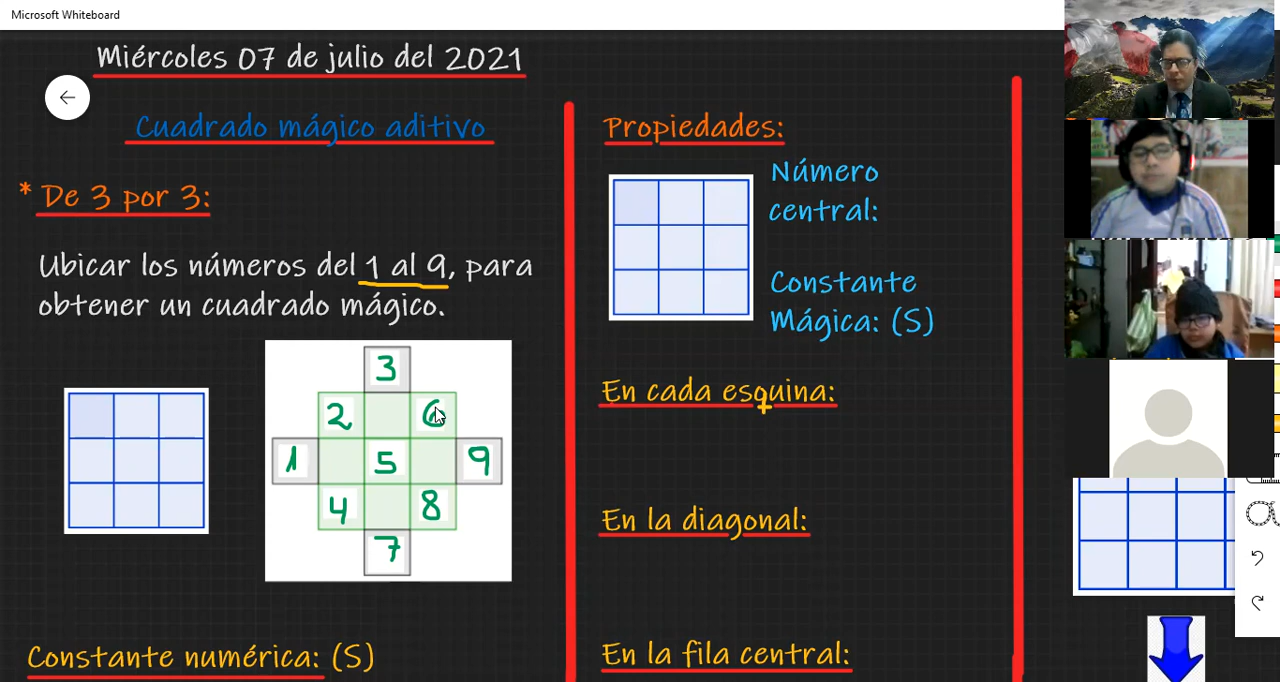 Microsoft Whiteboard
Miércoles 07 de julio del 2021
Cuadrado mágico aditivo
* De 3 por 3:
Ubicar los números del 1 al 9, para
obtener un cuadrado mágico.
3
2 6
1 5 9
4 8
7
Constante numérica: (S)
Propiedades:
Número
central:
Constante
Mágica: (S)
En cada esquina:
En la diagonal:
En la fila central: